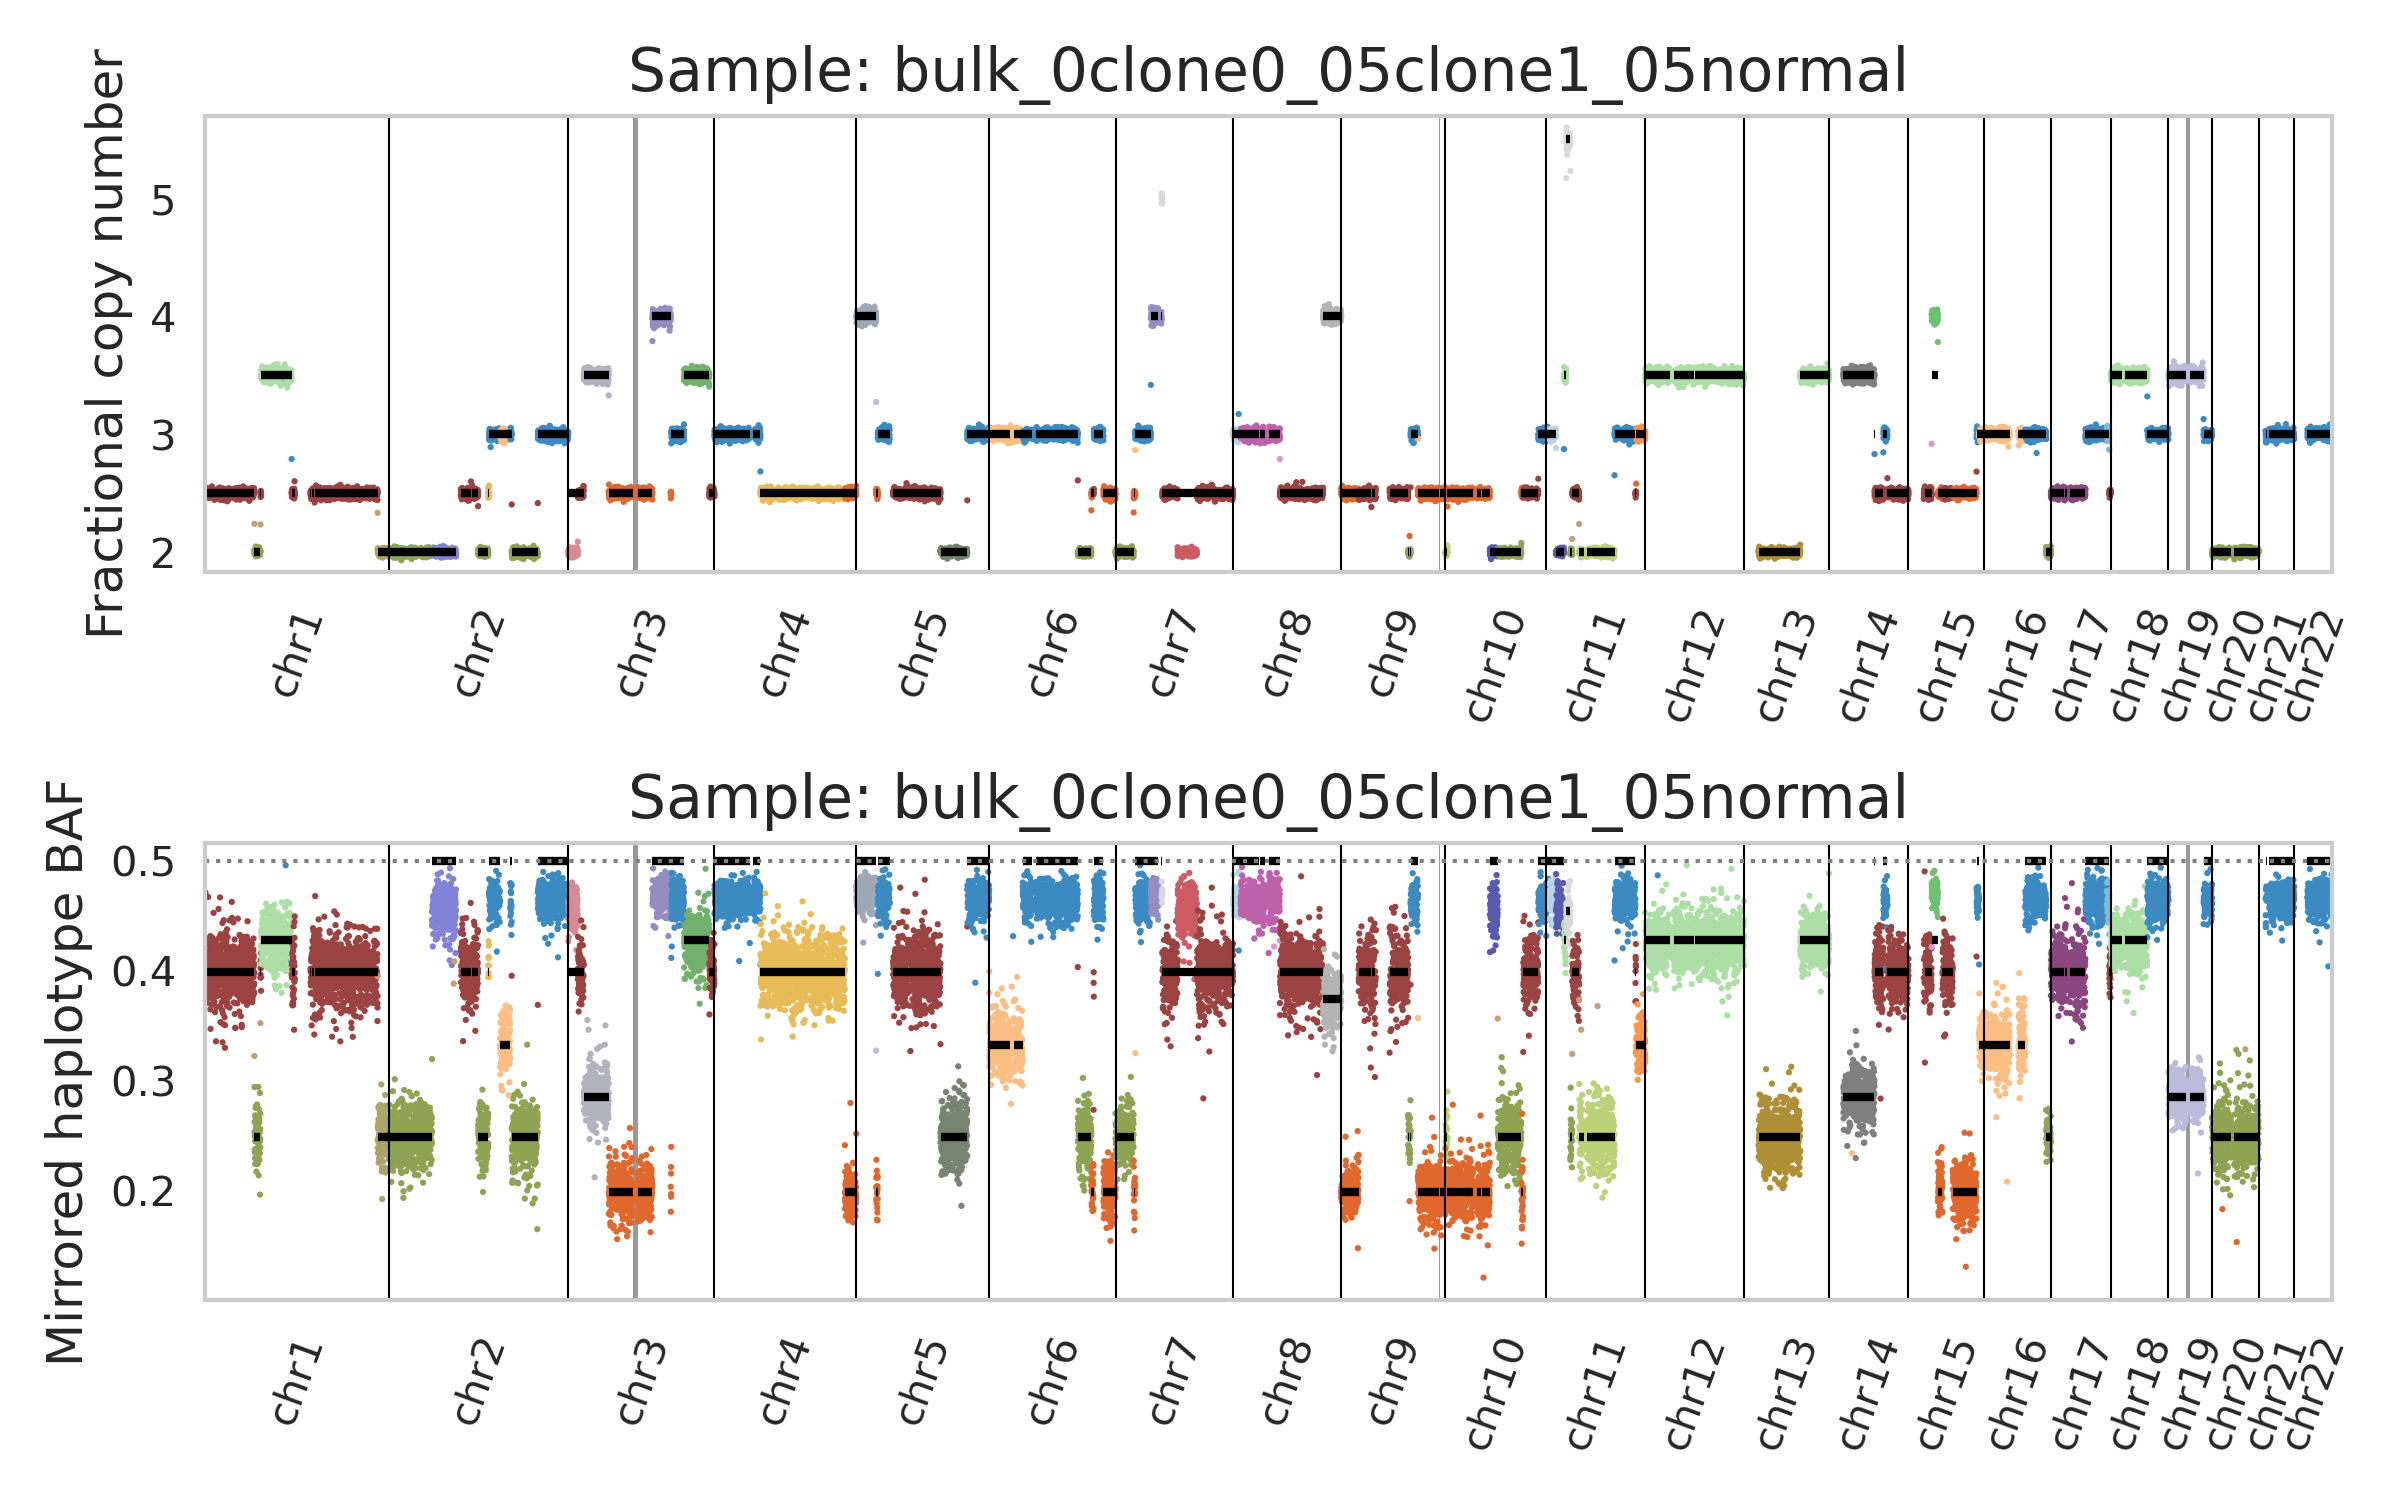 Sample: bulk_0clone0_05clone1_05normal
Fractional copy number
5
4
3
2
chr1
chr2
chr3
chr4
chr5
chr6
chr7
chr8
chr9
chr10
chr11
chr12
chr13
chr14
chr15
chr16
chr17
chr18
chr19
chr20
chr21
chr22
Sample: bulk_0clone0_05clone1_05normal
Mirrored haplotype BAF
0.5
0.4
0.3
0.2
chr1
chr2
chr3
chr4
chr5
chr6
chr7
chr8
chr9
chr10
chr11
chr12
chr13
chr14
chr15
chr16
chr17
chr18
chr19
chr20
chr21
chr22